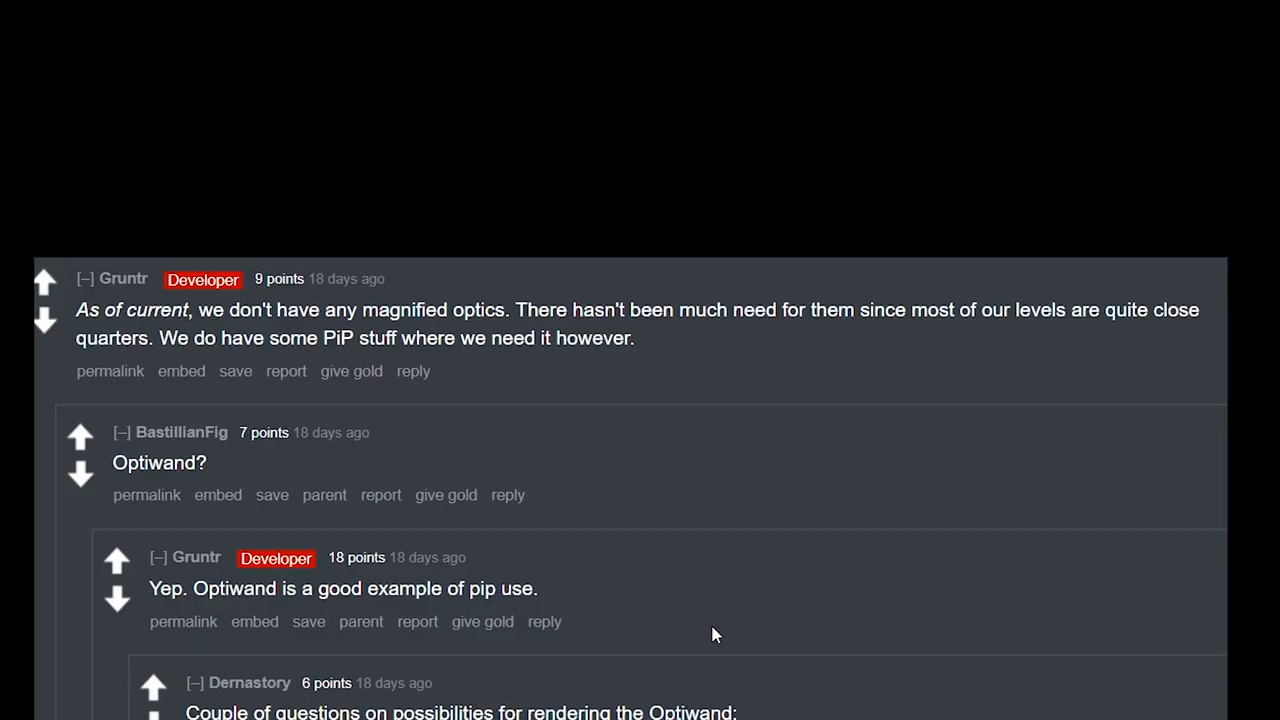 [–] Gruntr Developer 9 points 18 days ago
As of current, we don't have any magnified optics. There hasn't been much need for them since most of our levels are quite close
quarters. We do have some PiP stuff where we need it however.
permalink embed save report give gold reply
[–] BastillianFig 7 points 18 days ago
Optiwand?
permalink embed save parent report give gold reply
[–] Gruntr Developer 18 points 18 days ago
Yep. Optiwand is a good example of pip use.
permalink embed save parent report give gold reply
[–] Dernastory 6 points 18 days ago
Couple of questions on possibilities for rendering the Optiwand: